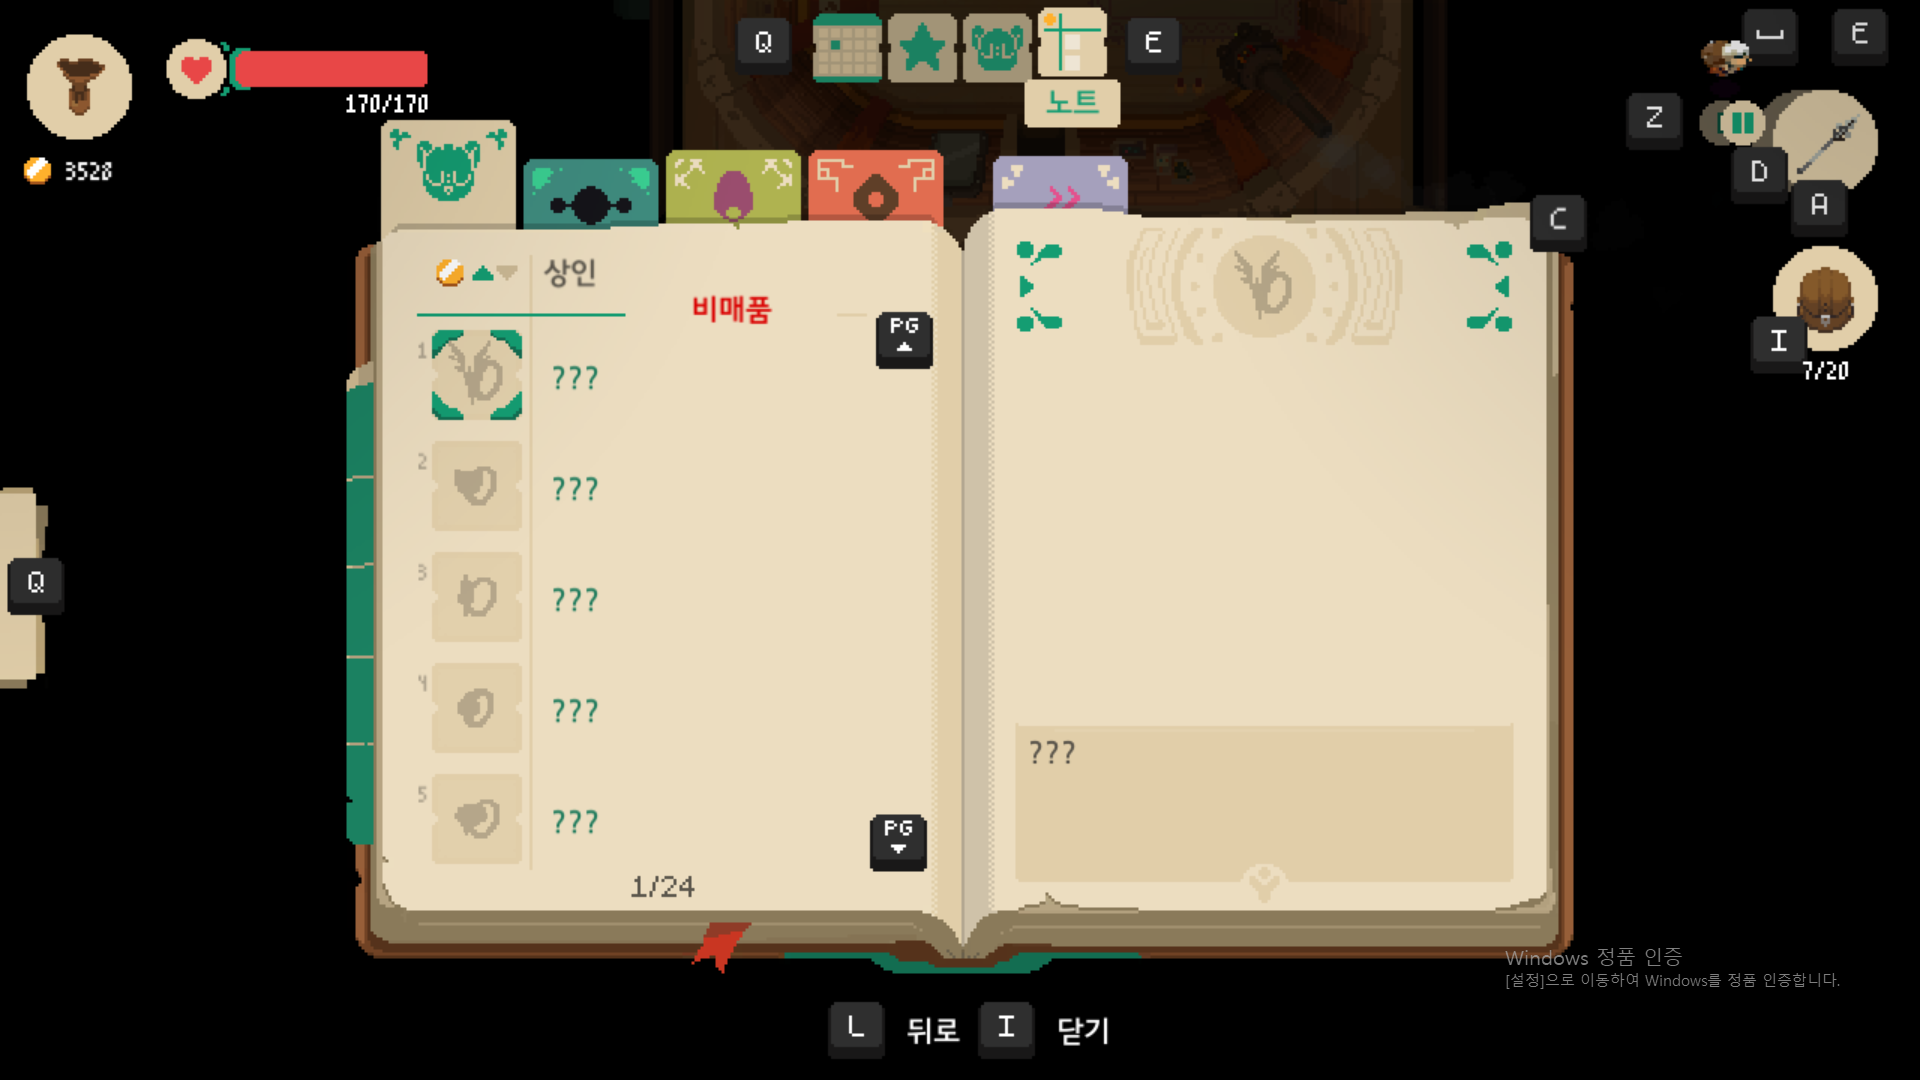 Q
E
노트
170/170
3528
E
Z
D
A
C
I
7/20
Q
상인
비매품
PG
1
???
2
???
3
???
4
???
5
???
PG
1/24
???
L 뒤로 I 닫기
Windows 정품 인증
[설정]으로 이동하여 Windows를 정품 인증합니다.